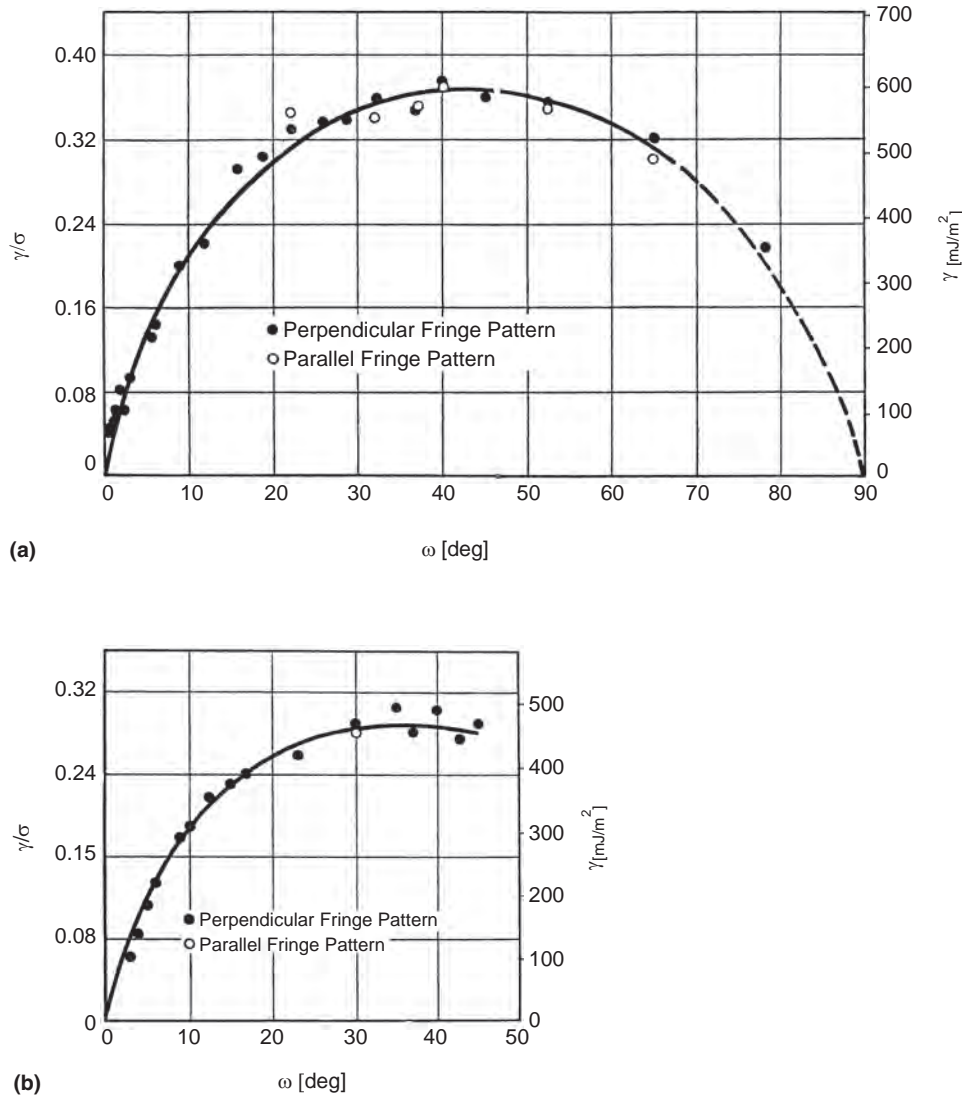 700
0.40
600
0.32
500
γ/σ
0.24
400
γ [mJ/m²]
300
0.16
● Perpendicular Fringe Pattern
○ Parallel Fringe Pattern
200
0.08
100
0
0
0 10 20 30 40 50 60 70 80 90
(a)
ω [deg]
0.32
500
0.24
400
γ/σ
γ[mJ/m²]
300
0.15
200
● Perpendicular Fringe Pattern
○ Parallel Fringe Pattern
0.08
100
0
0
0 10 20 30 40 50
(b)
ω [deg]